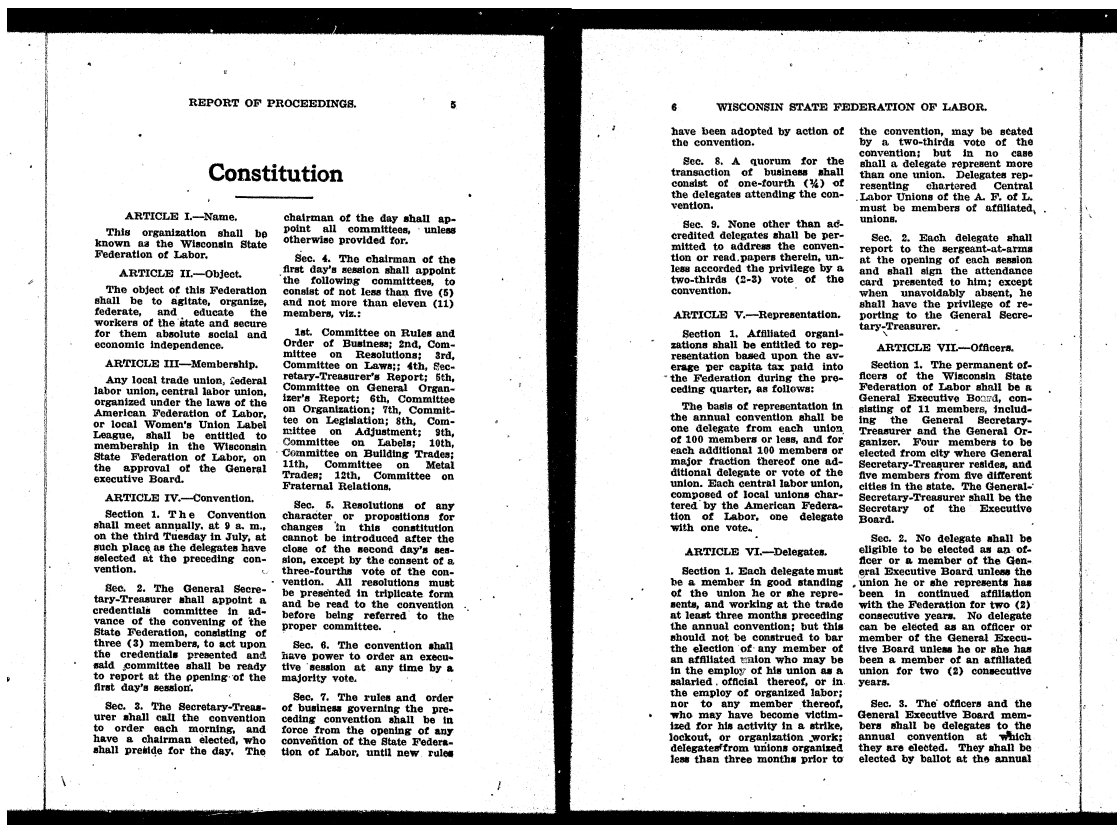 REPORT OF PROCEEDINGS. 5
Constitution
ARTICLE I.—Name.
This organization shall be
known as the Wisconsin State
Federation of Labor.
ARTICLE II.—Object.
The object of this Federation
shall be to agitate, organize,
federate, and educate the
workers of the state and secure
for them absolute social and
economic independence.
ARTICLE III—Membership.
Any local trade union, federal
labor union, central labor union,
organized under the laws of the
American Federation of Labor,
or local Women's Union Label
League, shall be entitled to
membership in the Wisconsin
State Federation of Labor, on
the approval of the General
executive Board.
ARTICLE IV.—Convention.
Section 1. The Convention
shall meet annually, at 9 a. m.,
on the third Tuesday in July, at
such place as the delegates have
selected at the preceding con-
vention.
Sec. 2. The General Secre-
tary-Treasurer shall appoint a
credentials committee in ad-
vance of the convening of the
State Federation, consisting of
three (3) members, to act upon
the credentials presented and
said committee shall be ready
to report at the opening of the
first day's session.
Sec. 3. The Secretary-Treas-
urer shall call the convention
to order each morning, and
have a chairman elected, who
shall preside for the day. The
chairman of the day shall ap-
point all committees, unless
otherwise provided for.
Sec. 4. The chairman of the
first day's session shall appoint
the following committees, to
consist of not less than five (5)
and not more than eleven (11)
members, viz.:
1st. Committee on Rules and
Order of Business; 2nd, Com-
mittee on Resolutions; 3rd,
Committee on Laws;; 4th, Sec-
retary-Treasurer's Report; 5th,
Committee on General Organ-
izer's Report; 6th, Committee
on Organization; 7th, Commit-
tee on Legislation; 8th, Com-
mittee on Adjustment; 9th,
Committee on Labels; 10th,
Committee on Building Trades;
11th, Committee on Metal
Trades; 12th, Committee on
Fraternal Relations.
Sec. 5. Resolutions of any
character or propositions for
changes in this constitution
cannot be introduced after the
close of the second day's ses-
sion, except by the consent of a
three-fourths vote of the con-
vention. All resolutions must
be presented in triplicate form
and be read to the convention
before being referred to the
proper committee.
Sec. 6. The convention shall
have power to order an execu-
tive session at any time by a
majority vote.
Sec. 7. The rules and order
of business governing the pre-
ceding convention shall be in
force from the opening of any
convention of the State Federa-
tion of Labor, until new rules
6 WISCONSIN STATE FEDERATION OF LABOR.
have been adopted by action of
the convention.
Sec. 8. A quorum for the
transaction of business shall
consist of one-fourth (¼) of
the delegates attending the con-
vention.
Sec. 9. None other than ac-
credited delegates shall be per-
mitted to address the conven-
tion or read papers therein, un-
less accorded the privilege by a
two-thirds (2-3) vote of the
convention.
ARTICLE V.—Representation.
Section 1. Affiliated organi-
zations shall be entitled to rep-
resentation based upon the av-
erage per capita tax paid into
the Federation during the pre-
ceding quarter, as follows:
The basis of representation in
the annual convention shall be
one delegate from each union
of 100 members or less, and for
each additional 100 members or
major fraction thereof one ad-
ditional delegate or vote of the
union. Each central labor union,
composed of local unions char-
tered by the American Federa-
tion of Labor, one delegate
with one vote.
ARTICLE VI.—Delegates.
Section 1. Each delegate must
be a member in good standing
of the union he or she repre-
sents, and working at the trade
at least three months preceding
the annual convention; but this
should not be construed to bar
the election of any member of
an affiliated union who may be
in the employ of his union as a
salaried official thereof, or in
the employ of organized labor;
nor to any member thereof,
who may have become victim-
ized for his activity in a strike,
lockout, or organization work;
delegates from unions organized
less than three months prior to
the convention, may be seated
by a two-thirds vote of the
convention; but in no case
shall a delegate represent more
than one union. Delegates rep-
resenting chartered Central
Labor Unions of the A. F. of L.
must be members of affiliated
unions.
Sec. 2. Each delegate shall
report to the sergeant-at-arms
at the opening of each session
and shall sign the attendance
card presented to him; except
when unavoidably absent, he
shall have the privilege of re-
porting to the General Secre-
tary-Treasurer.
ARTICLE VII.—Officers.
Section 1. The permanent of-
ficers of the Wisconsin State
Federation of Labor shall be a
General Executive Board, con-
sisting of 11 members, includ-
ing the General Secretary-
Treasurer and the General Or-
ganizer. Four members to be
elected from city where General
Secretary-Treasurer resides, and
five members from five different
cities in the state. The General-
Secretary-Treasurer shall be the
Secretary of the Executive
Board.
Sec. 2. No delegate shall be
eligible to be elected as an of-
ficer or a member of the Gen-
eral Executive Board unless the
union he or she represents has
been in continued affiliation
with the Federation for two (2)
consecutive years. No delegate
can be elected as an officer or
member of the General Execu-
tive Board unless he or she has
been a member of an affiliated
union for two (2) consecutive
years.
Sec. 3. The officers and the
General Executive Board mem-
bers shall be delegates to the
annual convention at which
they are elected. They shall be
elected by ballot at the annual